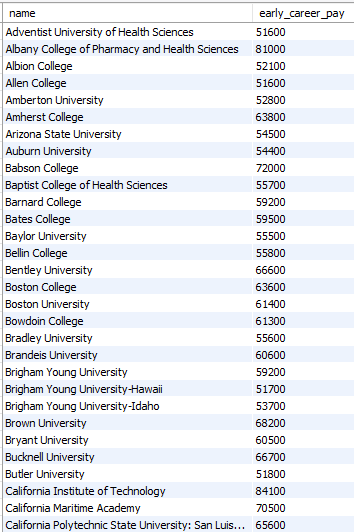 name early_career_pay
Adventist University of Health Sciences 51600
Albany College of Pharmacy and Health Sciences 81000
Albion College 52100
Allen College 51600
Amberton University 52800
Amherst College 63800
Arizona State University 54500
Auburn University 54400
Babson College 72000
Baptist College of Health Sciences 55700
Barnard College 59200
Bates College 59500
Baylor University 55500
Bellin College 55800
Bentley University 66600
Boston College 63600
Boston University 61400
Bowdoin College 61300
Bradley University 55600
Brandeis University 60600
Brigham Young University 59200
Brigham Young University-Hawaii 51700
Brigham Young University-Idaho 53700
Brown University 68200
Bryant University 60500
Bucknell University 66700
Butler University 51800
California Institute of Technology 84100
California Maritime Academy 70500
California Polytechnic State University: San Luis... 65600